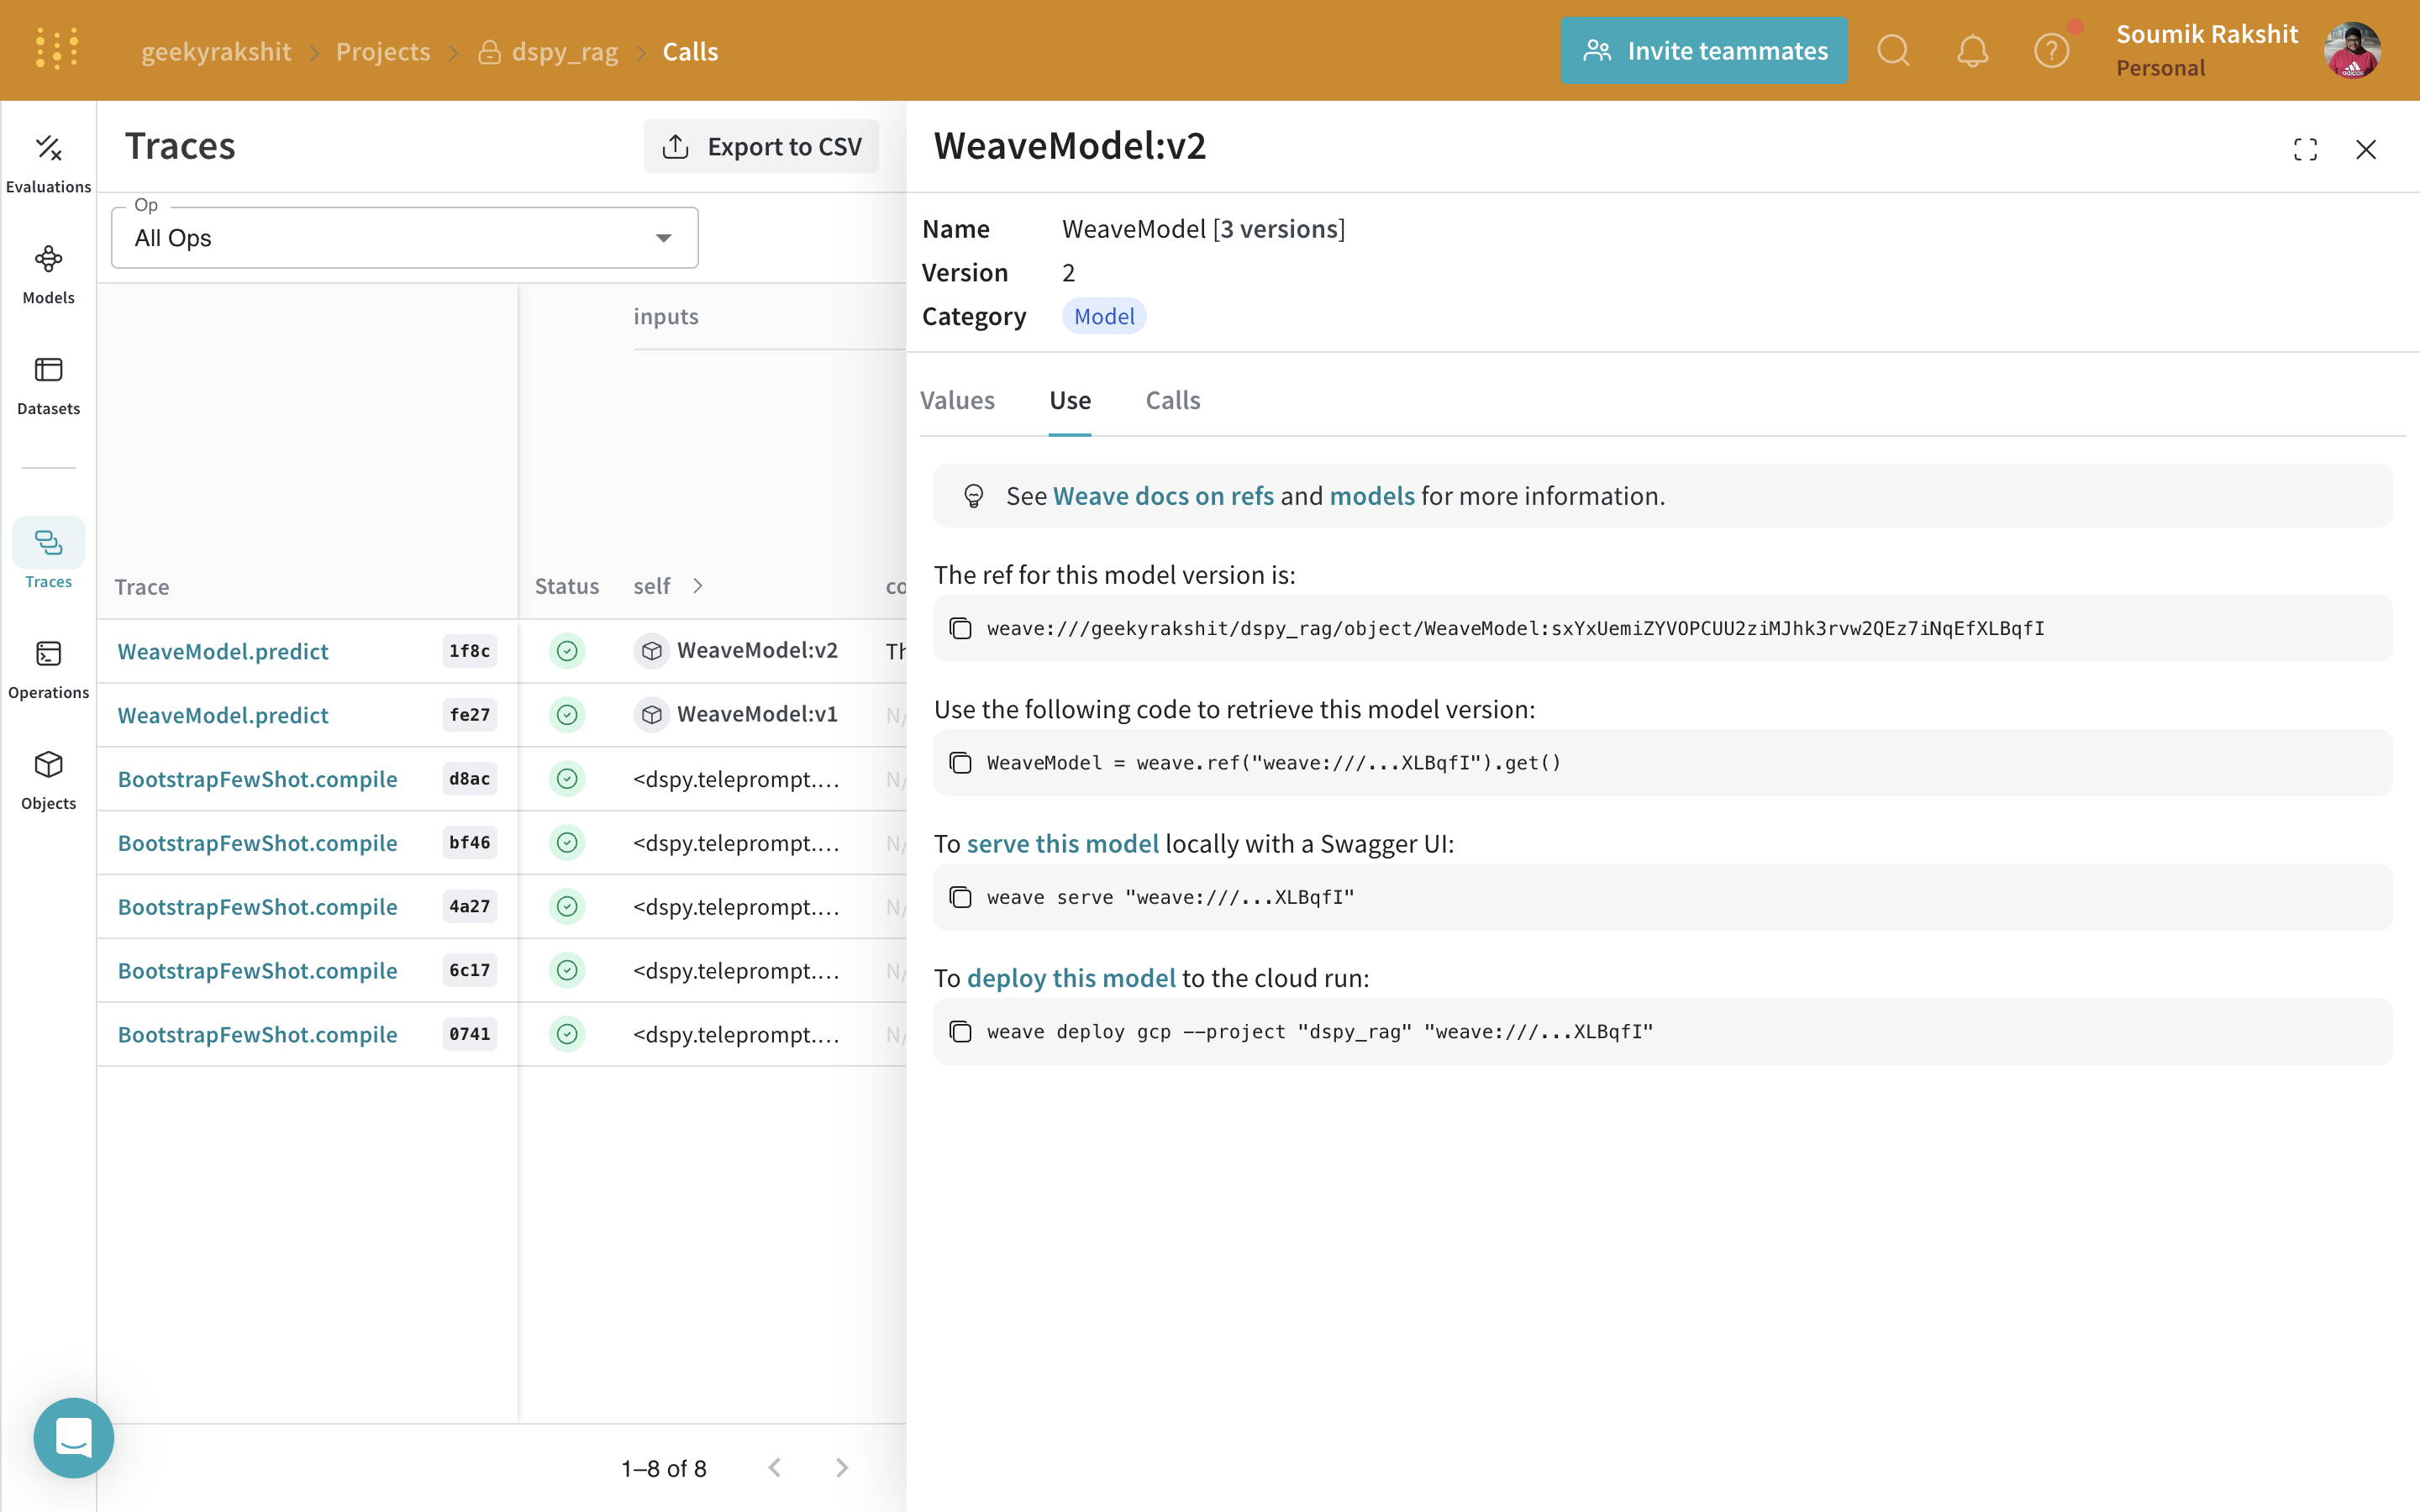 geekyrakshit > Projects > dspy_rag > Calls
Invite teammates
Soumik Rakshit
Personal
Evaluations
Models
Datasets
Traces
Operations
Objects
Traces
Export to CSV
Op
All Ops
inputs
Trace
Status
self
co
WeaveModel.predict 1f8c WeaveModel:v2 Th
WeaveModel.predict fe27 WeaveModel:v1 N/
BootstrapFewShot.compile d8ac <dspy.teleprompt.... N/
BootstrapFewShot.compile bf46 <dspy.teleprompt.... N/
BootstrapFewShot.compile 4a27 <dspy.teleprompt.... N/
BootstrapFewShot.compile 6c17 <dspy.teleprompt.... N/
BootstrapFewShot.compile 0741 <dspy.teleprompt.... N/
1–8 of 8
WeaveModel:v2
Name WeaveModel [3 versions]
Version 2
Category Model
Values Use Calls
See Weave docs on refs and models for more information.
The ref for this model version is:
weave:///geekyrakshit/dspy_rag/object/WeaveModel:sxYxUemiZYVOPCUU2ziMJhk3rvw2QEz7iNqEfXLBqfI
Use the following code to retrieve this model version:
WeaveModel = weave.ref("weave:///...XLBqfI").get()
To serve this model locally with a Swagger UI:
weave serve "weave:///...XLBqfI"
To deploy this model to the cloud run:
weave deploy gcp --project "dspy_rag" "weave:///...XLBqfI"